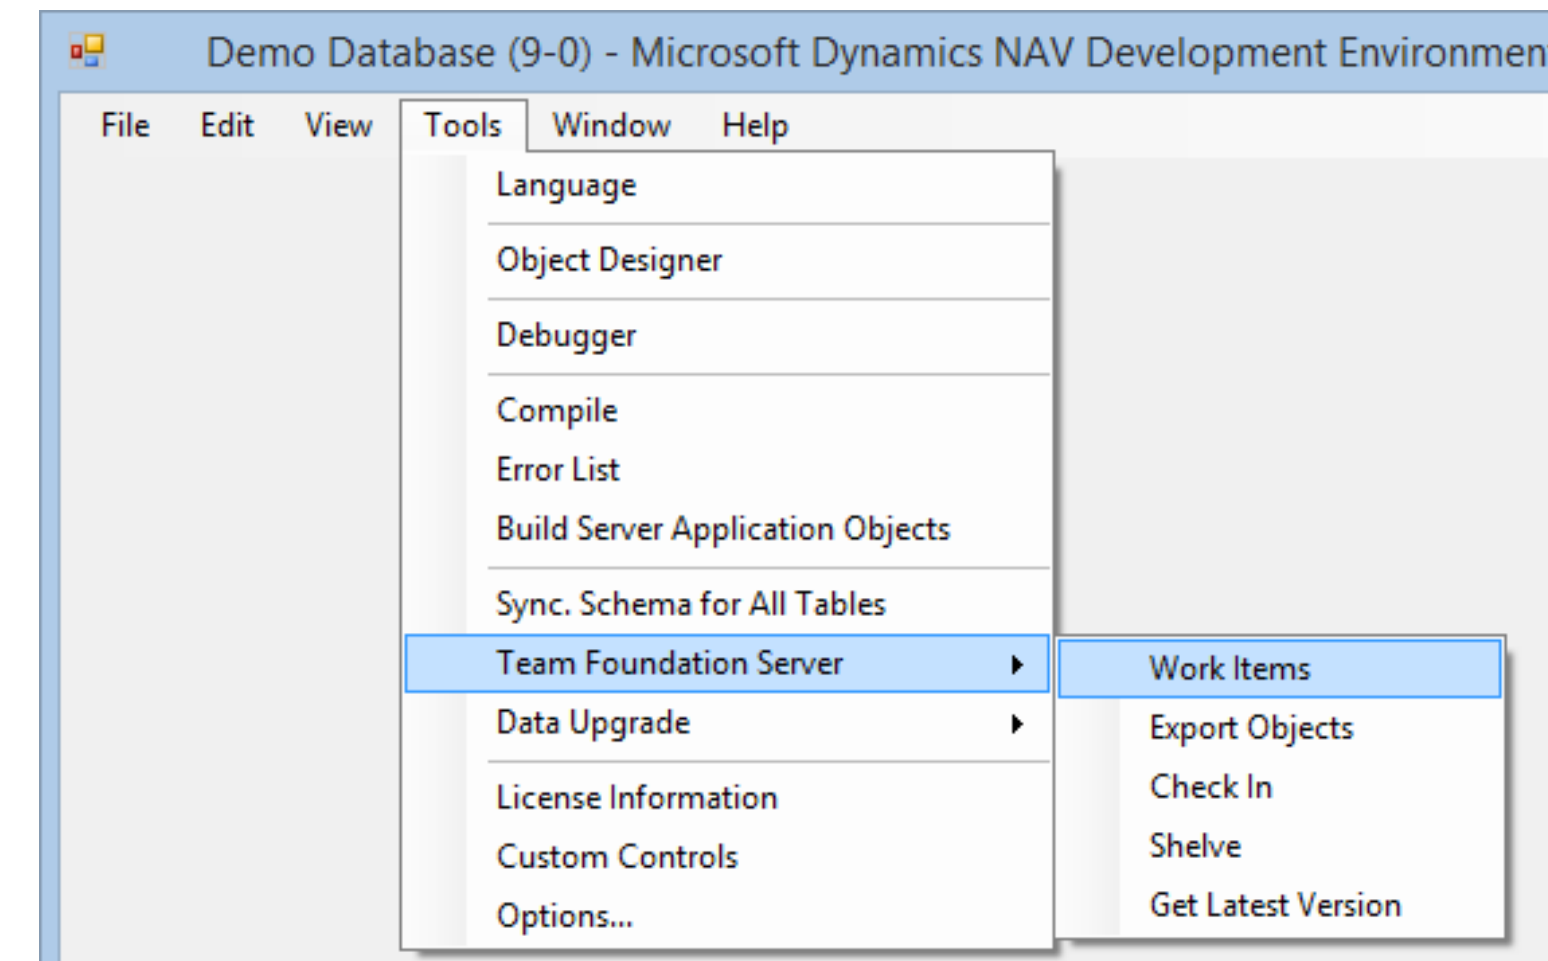 Demo Database (9-0) - Microsoft Dynamics NAV Development
File Edit View Tools Window Help
Language
Object Designer
Debugger
Compile
Error List
Build Server Application Objects
Sync. Schema for All Tables
Team Foundation Server
Work Items
Export Objects
Check In
Shelve
Get Latest Version
Data Upgrade
License Information
Custom Controls
Options...